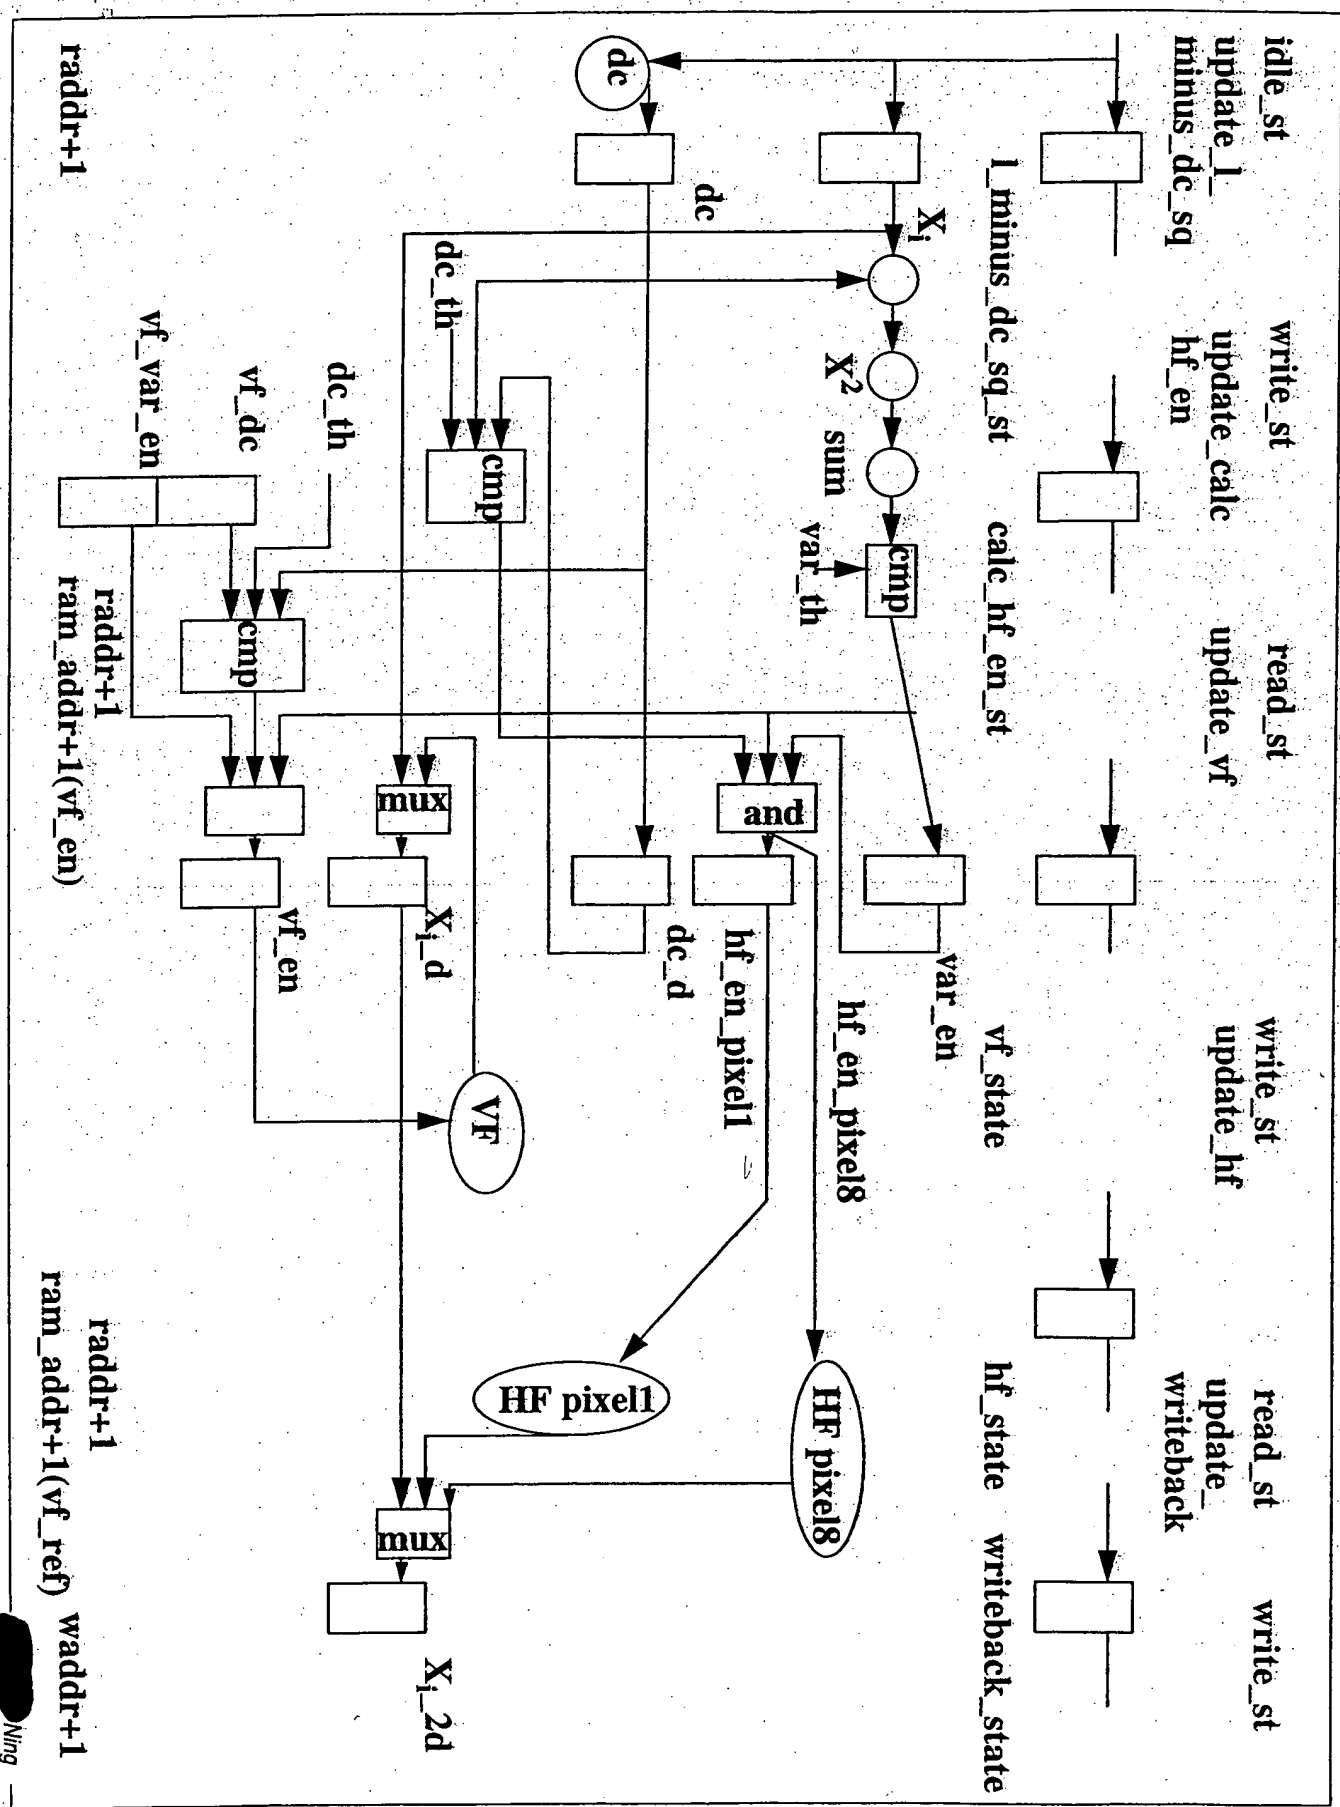 idle_st
update_1_
minus_dc_sq
write_st
update_calc
hf_en
read_st
update_vf
write_st
update_hf
read_st
update_
writeback
write_st
1_minus_dc_sq_st
calc_hf_en_st
vf_state
hf_state
writeback_state
Xi
X2
sum
cmp
var_th
var_en
hf_en_pixel8
HF pixel8
and
hf_en_pixel1
HF pixel1
dc
dc
dc_d
dc_th
cmp
VF
mux
Xi_d
mux
Xi_2d
dc_th
vf_dc
vf_var_en
cmp
vf_en
raddr+1
raddr+1
ram_addr+1(vf_en)
raddr+1
ram_addr+1(vf_ref)
waddr+1
Ning